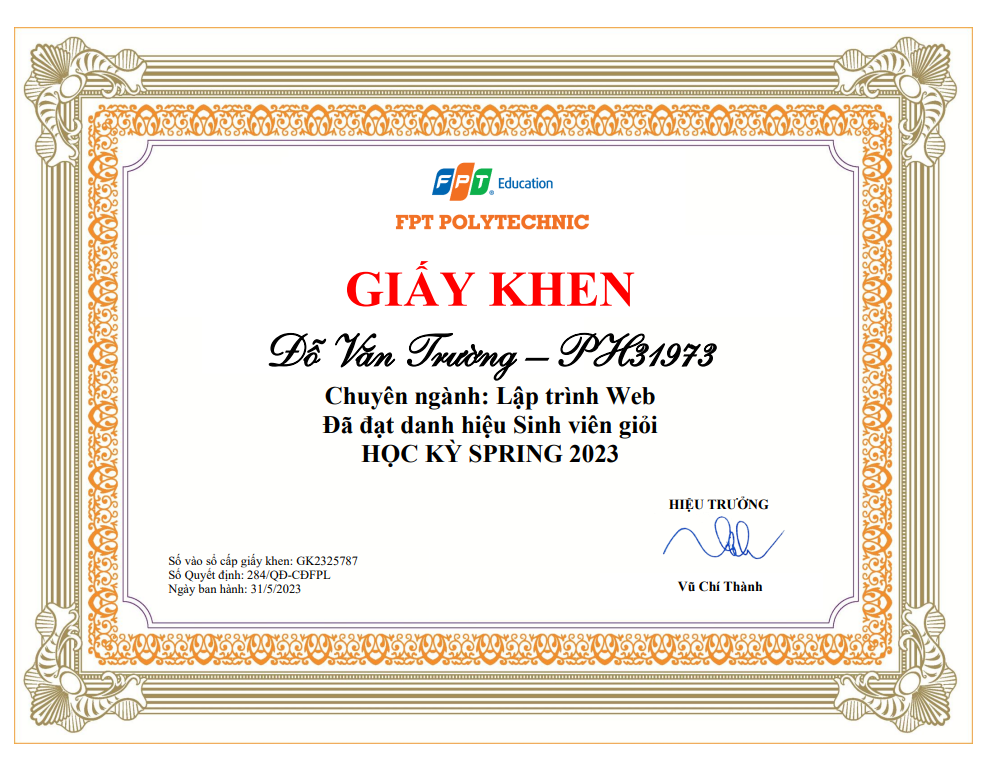 FPT Education
FPT POLYTECHNIC
GIẤY KHEN
Đỗ Văn Trường – PH31973
Chuyên ngành: Lập trình Web
Đã đạt danh hiệu Sinh viên giỏi
HỌC KỲ SPRING 2023
HIỆU TRƯỞNG
Số vào sổ cấp giấy khen: GK2325787
Số Quyết định: 284/QĐ-CĐFPL
Ngày ban hành: 31/5/2023
Vũ Chí Thành